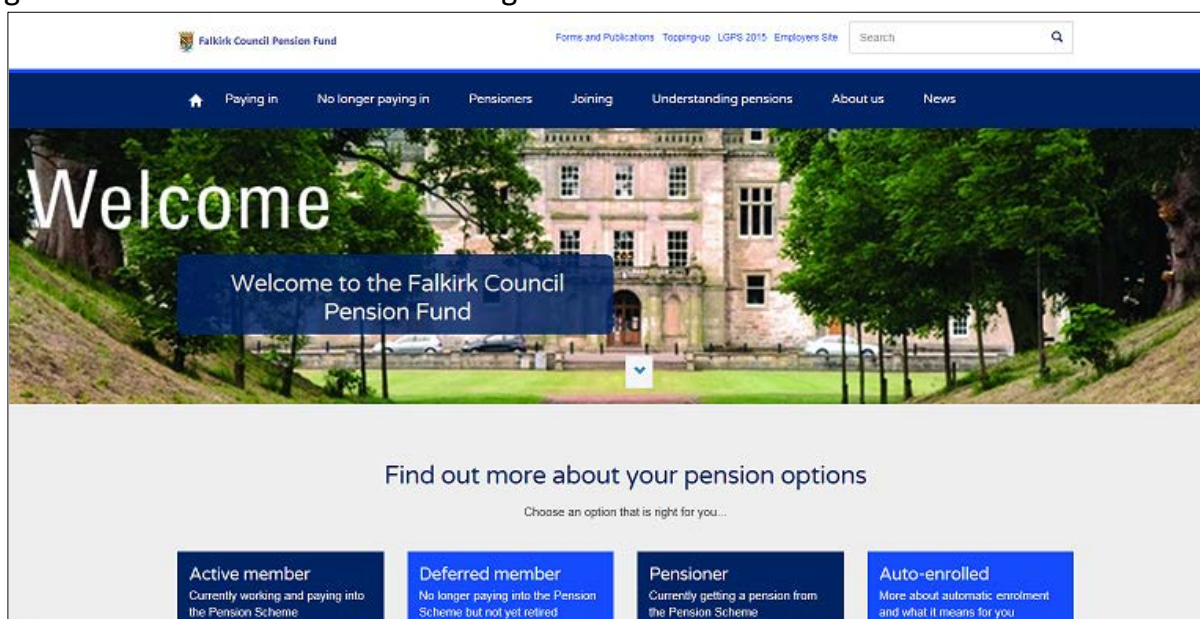 Falkirk Council Pension Fund
Forms and Publications Topping-up LGPS 2015 Employers Site Search
Paying in No longer paying in Pensioners Joining Understanding pensions About us News
Welcome
Welcome to the Falkirk Council
Pension Fund
Find out more about your pension options
Choose an option that is right for you...
Active member
Currently working and paying into
the Pension Scheme
Deferred member
No longer paying into the Pension
Scheme but not yet retired
Pensioner
Currently getting a pension from
the Pension Scheme
Auto-enrolled
More about automatic enrolment
and what it means for you